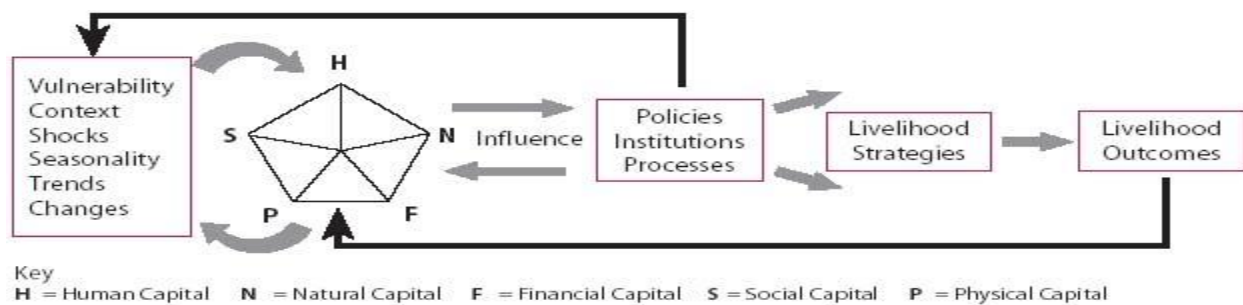 Vulnerability
Context
Shocks
Seasonality
Trends
Changes
H
S
N
P
F
Influence
Policies
Institutions
Processes
Livelihood
Strategies
Livelihood
Outcomes
Key
H = Human Capital N = Natural Capital F = Financial Capital S = Social Capital P = Physical Capital